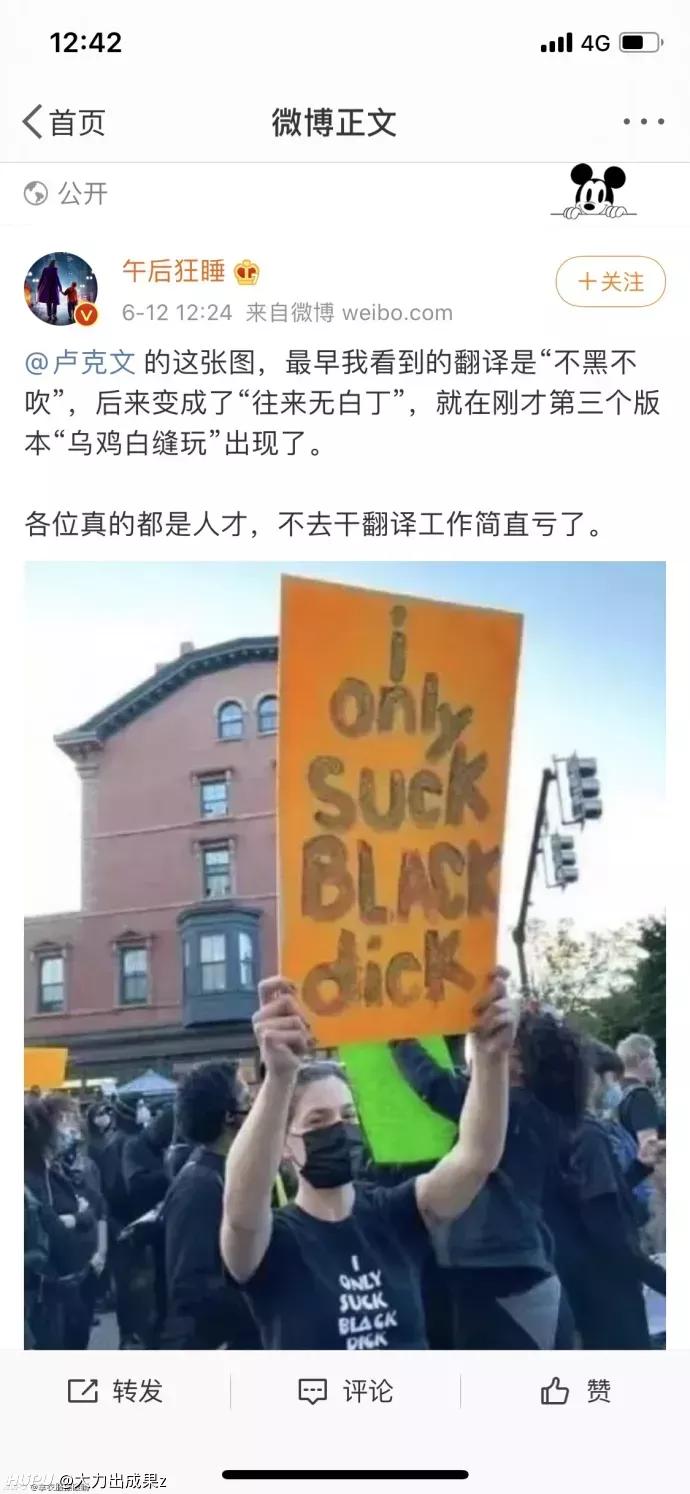 12:42
4G
首页
微博正文
公开
午后狂睡
6-12 12:24 来自微博 weibo.com
+关注
@卢克文 的这张图，最早我看到的翻译是“不黑不
吹”，后来变成了“往来无白丁”，就在刚才第三个版
本“乌鸡白缝玩”出现了。
各位真的都是人才，不去干翻译工作简直亏了。
i
only
SUCK
BLACK
dick
I
ONLY
SUCK
BLACK
DICK
转发
评论
赞
HUPU @大力出成果z